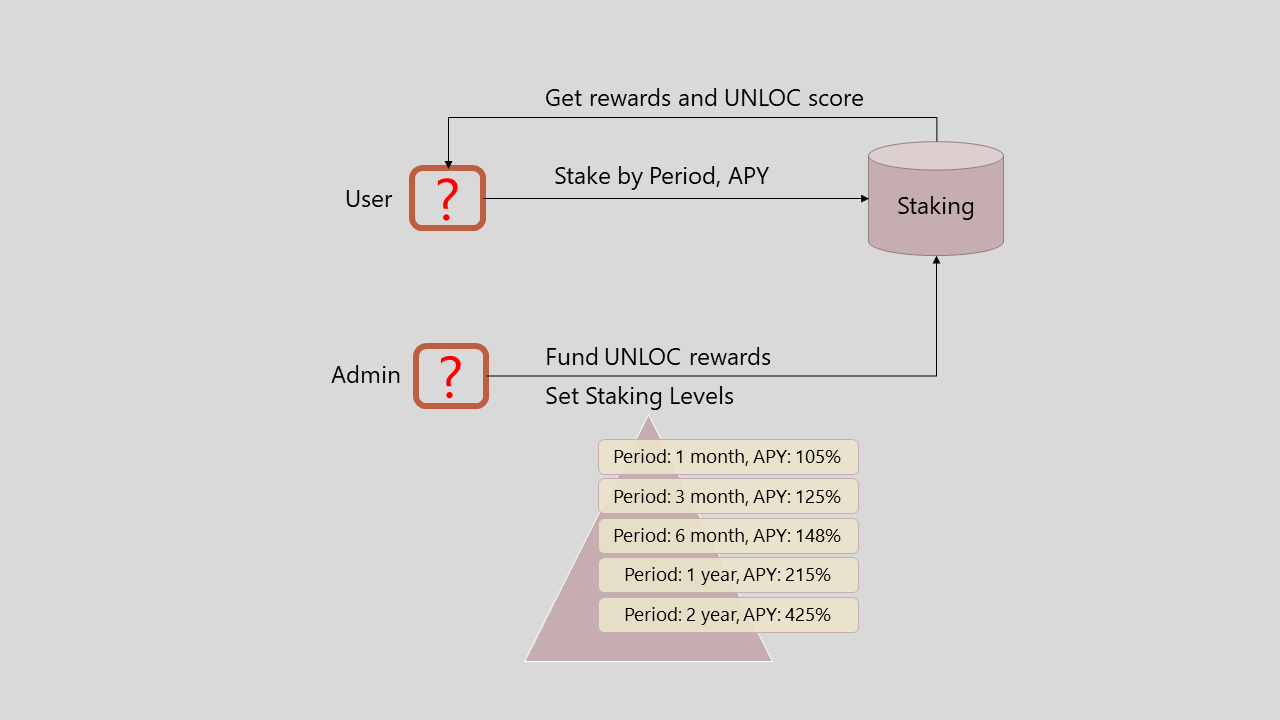 Get rewards and UNLOC score
Stake by Period, APY
User
?
Staking
Fund UNLOC rewards
Admin
?
Set Staking Levels
Period: 1 month, APY: 105%
Period: 3 month, APY: 125%
Period: 6 month, APY: 148%
Period: 1 year, APY: 215%
Period: 2 year, APY: 425%